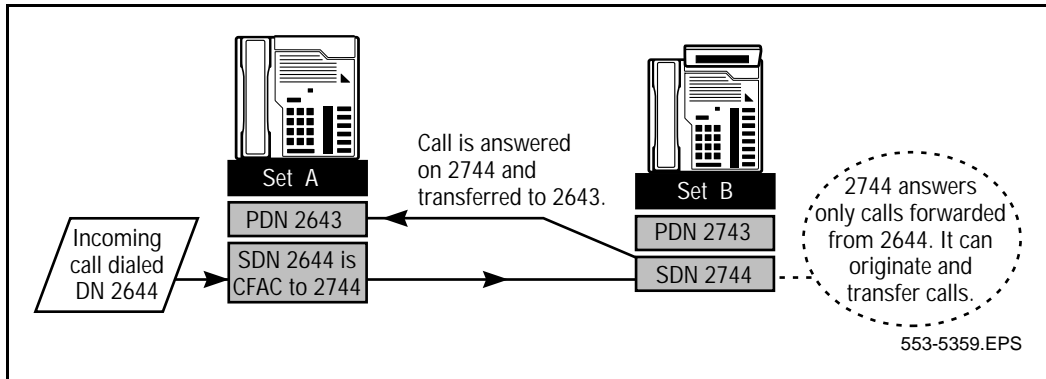 Set A
PDN 2643
SDN 2644 is
CFAC to 2744
Incoming
call dialed
DN 2644
Call is answered
on 2744 and
transferred to 2643.
Set B
PDN 2743
SDN 2744
2744 answers
only calls forwarded
from 2644. It can
originate and
transfer calls.
553-5359.EPS